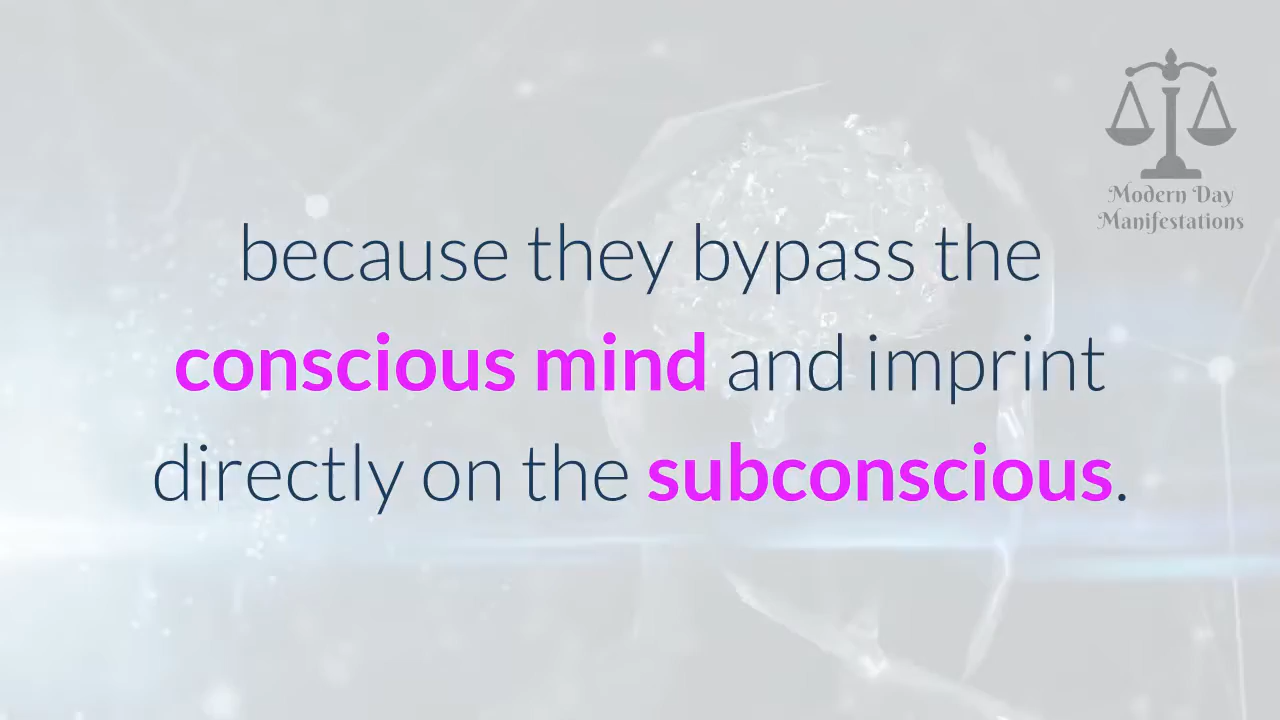 Modern Day
Manifestations
because they bypass the
conscious mind and imprint
directly on the subconscious.